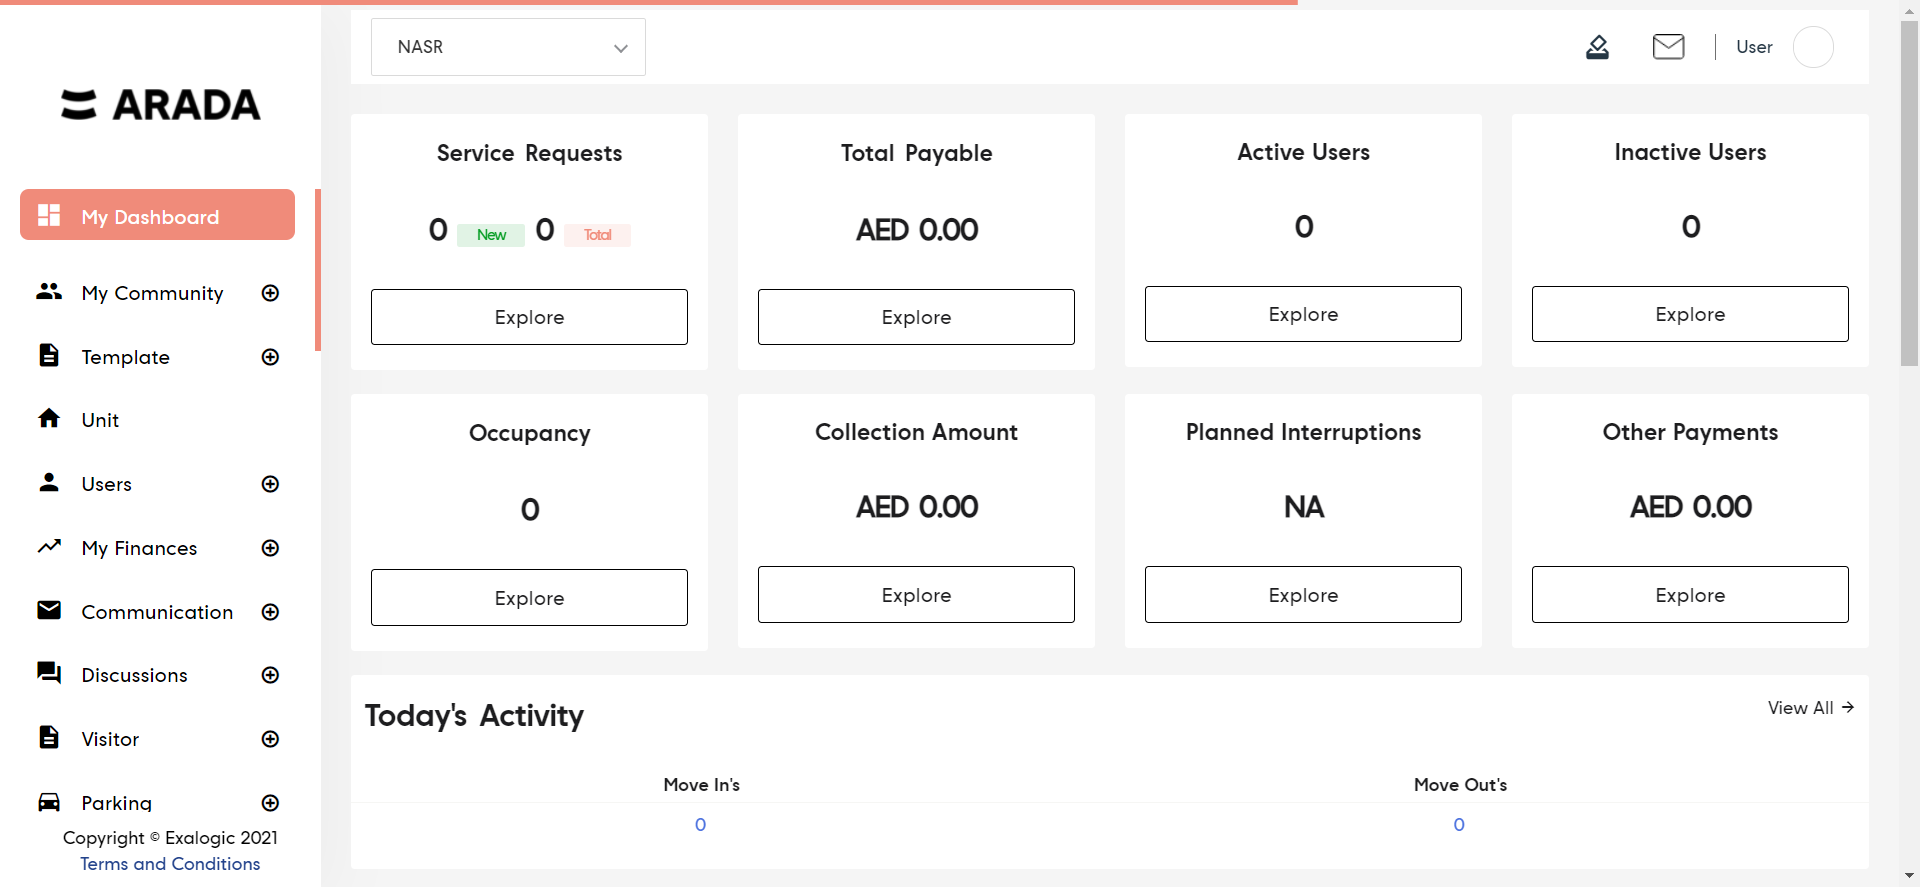 ARADA
My Dashboard
My Community
Template
Unit
Users
My Finances
Communication
Discussions
Visitor
Parking
Copyright © Exalogic 2021
Terms and Conditions
NASR
User
Service Requests
0 New 0 Total
Explore
Total Payable
AED 0.00
Explore
Active Users
0
Explore
Inactive Users
0
Explore
Occupancy
0
Explore
Collection Amount
AED 0.00
Explore
Planned Interruptions
NA
Explore
Other Payments
AED 0.00
Explore
Today's Activity
View All →
Move In's
Move Out's
0
0